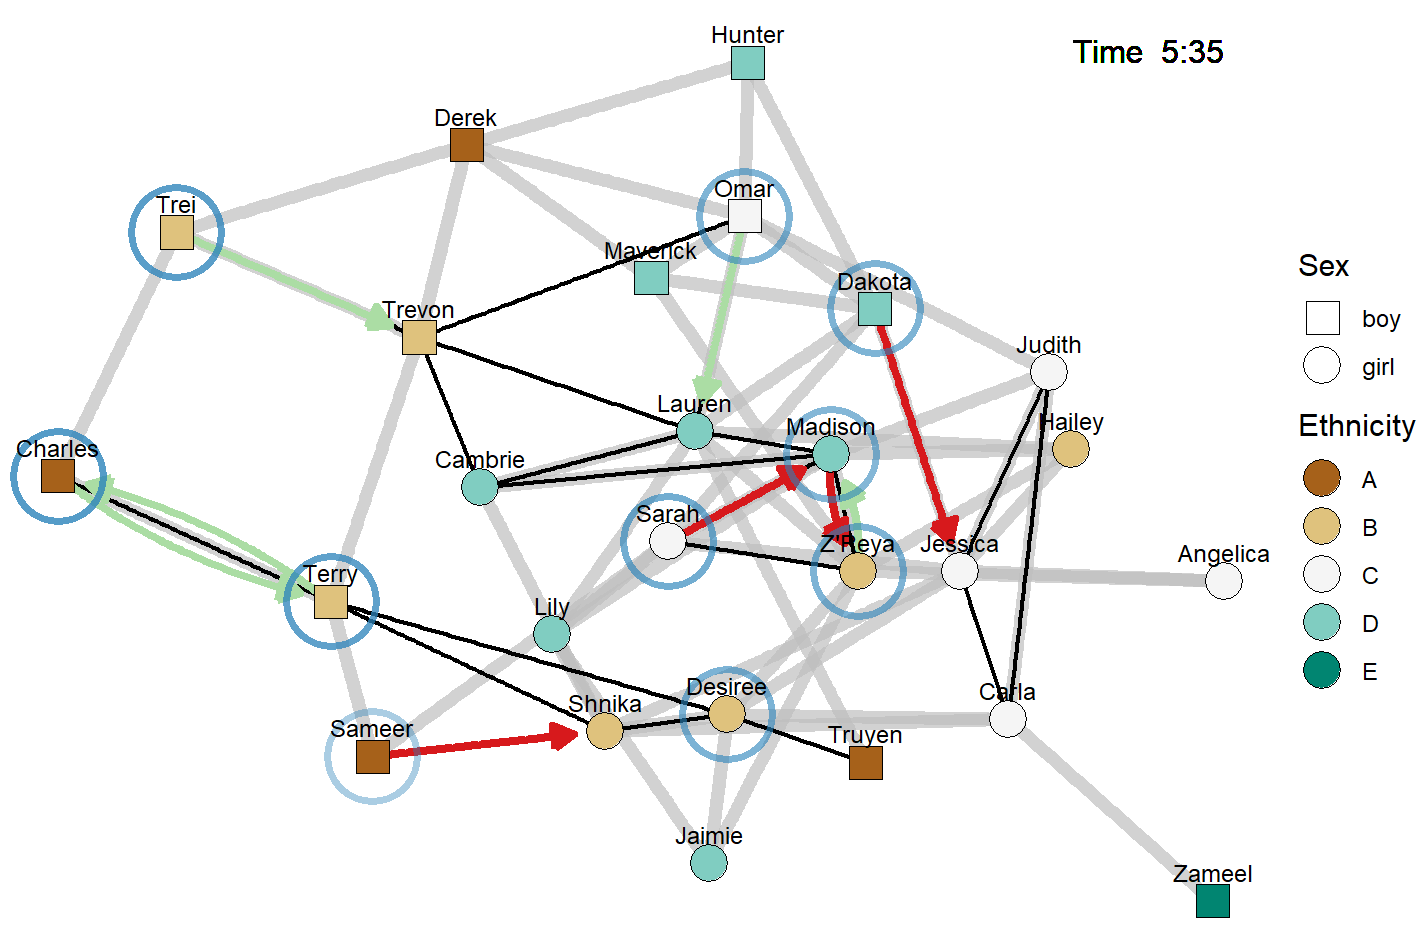 Hunter
Time 5:35
Derek
Omar
Trei
Maverick
Sex
Dakota
Trevon
boy
Judith
girl
Lauren
Madison
Hailey
Ethnicity
Charles
Cambrie
A
Sarah
B
Z'Reya
Jessica
Angelica
Terry
C
Lily
D
Desiree
Carla
E
Shnika
Sameer
Truyen
Jaimie
Zameel